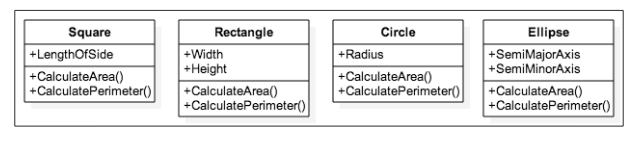 Square
+LengthOfSide
+CalculateArea()
+CalculatePerimeter()
Rectangle
+Width
+Height
+CalculateArea()
+CalculatePerimeter()
Circle
+Radius
+CalculateArea()
+CalculatePerimeter()
Ellipse
+SemiMajorAxis
+SemiMinorAxis
+CalculateArea()
+CalculatePerimeter()